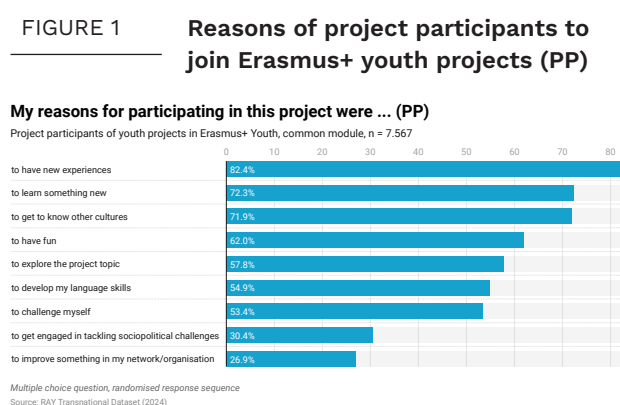 FIGURE 1
Reasons of project participants to
join Erasmus+ youth projects (PP)
My reasons for participating in this project were ... (PP)
Project participants of youth projects in Erasmus+ Youth, common module, n = 7.567
0 10 20 30 40 50 60 70 80
to have new experiences 82.4%
to learn something new 72.3%
to get to know other cultures 71.9%
to have fun 62.0%
to explore the project topic 57.8%
to develop my language skills 54.9%
to challenge myself 53.4%
to get engaged in tackling sociopolitical challenges 30.4%
to improve something in my network/organisation 26.9%
Multiple choice question, randomised response sequence
Source: RAY Transnational Dataset (2024)